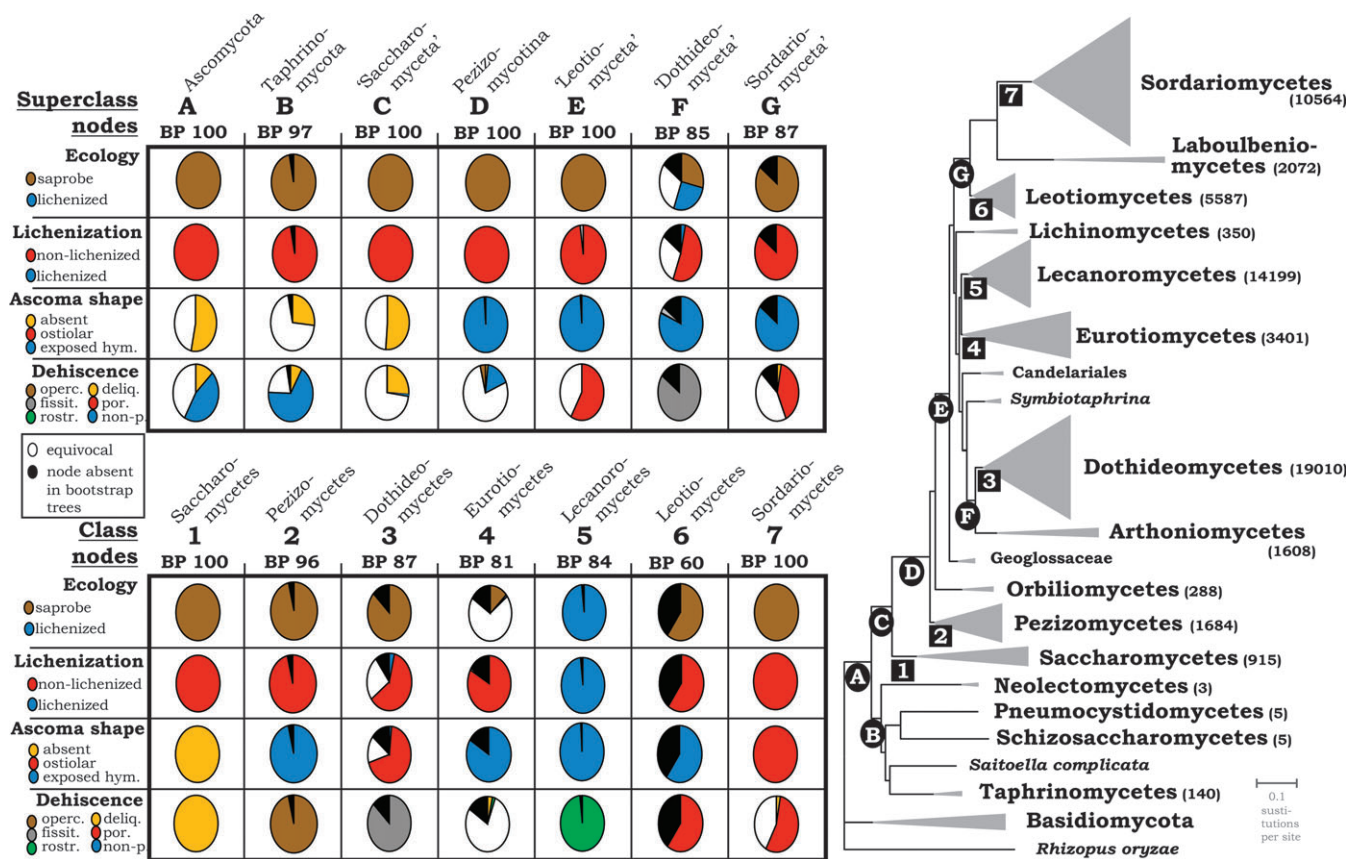 Ascomycota
Taphrino-
mycota
'Saccharo-
myceta'
Pezizo-
mycotina
'Leotio-
myceta'
'Dothideo-
myceta'
'Sordario-
myceta'
Superclass
nodes
A B C D E F G
BP 100 BP 97 BP 100 BP 100 BP 100 BP 85 BP 87
Ecology
saprobe
lichenized
Lichenization
non-lichenized
lichenized
Ascoma shape
absent
ostiolar
exposed hym.
Dehiscence
operc. deliq.
fissit. por.
rostr. non-p.
equivocal
node absent
in bootstrap
trees
Saccharo-
mycetes
Pezizo-
mycetes
Dothideo-
mycetes
Eurotio-
mycetes
Lecanoro-
mycetes
Leotio-
mycetes
Sordario-
mycetes
Class
nodes
1 2 3 4 5 6 7
BP 100 BP 96 BP 87 BP 81 BP 84 BP 60 BP 100
Ecology
saprobe
lichenized
Lichenization
non-lichenized
lichenized
Ascoma shape
absent
ostiolar
exposed hym.
Dehiscence
operc. deliq.
fissit. por.
rostr. non-p.
7
Sordariomycetes
(10564)
Laboulbenio-
mycetes (2072)
G
6
Leotiomycetes (5587)
Lichinomycetes (350)
5
Lecanoromycetes (14199)
4
Eurotiomycetes (3401)
Candelariales
E
Symbiotaphrina
3
Dothideomycetes (19010)
F
Arthoniomycetes
(1608)
Geoglossaceae
D
Orbiliomycetes (288)
C
2
Pezizomycetes (1684)
1
Saccharomycetes (915)
A
Neolectomycetes (3)
Pneumocystidomycetes (5)
B
Schizosaccharomycetes (5)
Saitoella complicata
Taphrinomycetes (140)
0.1
sustitutions
per site
Basidiomycota
Rhizopus oryzae